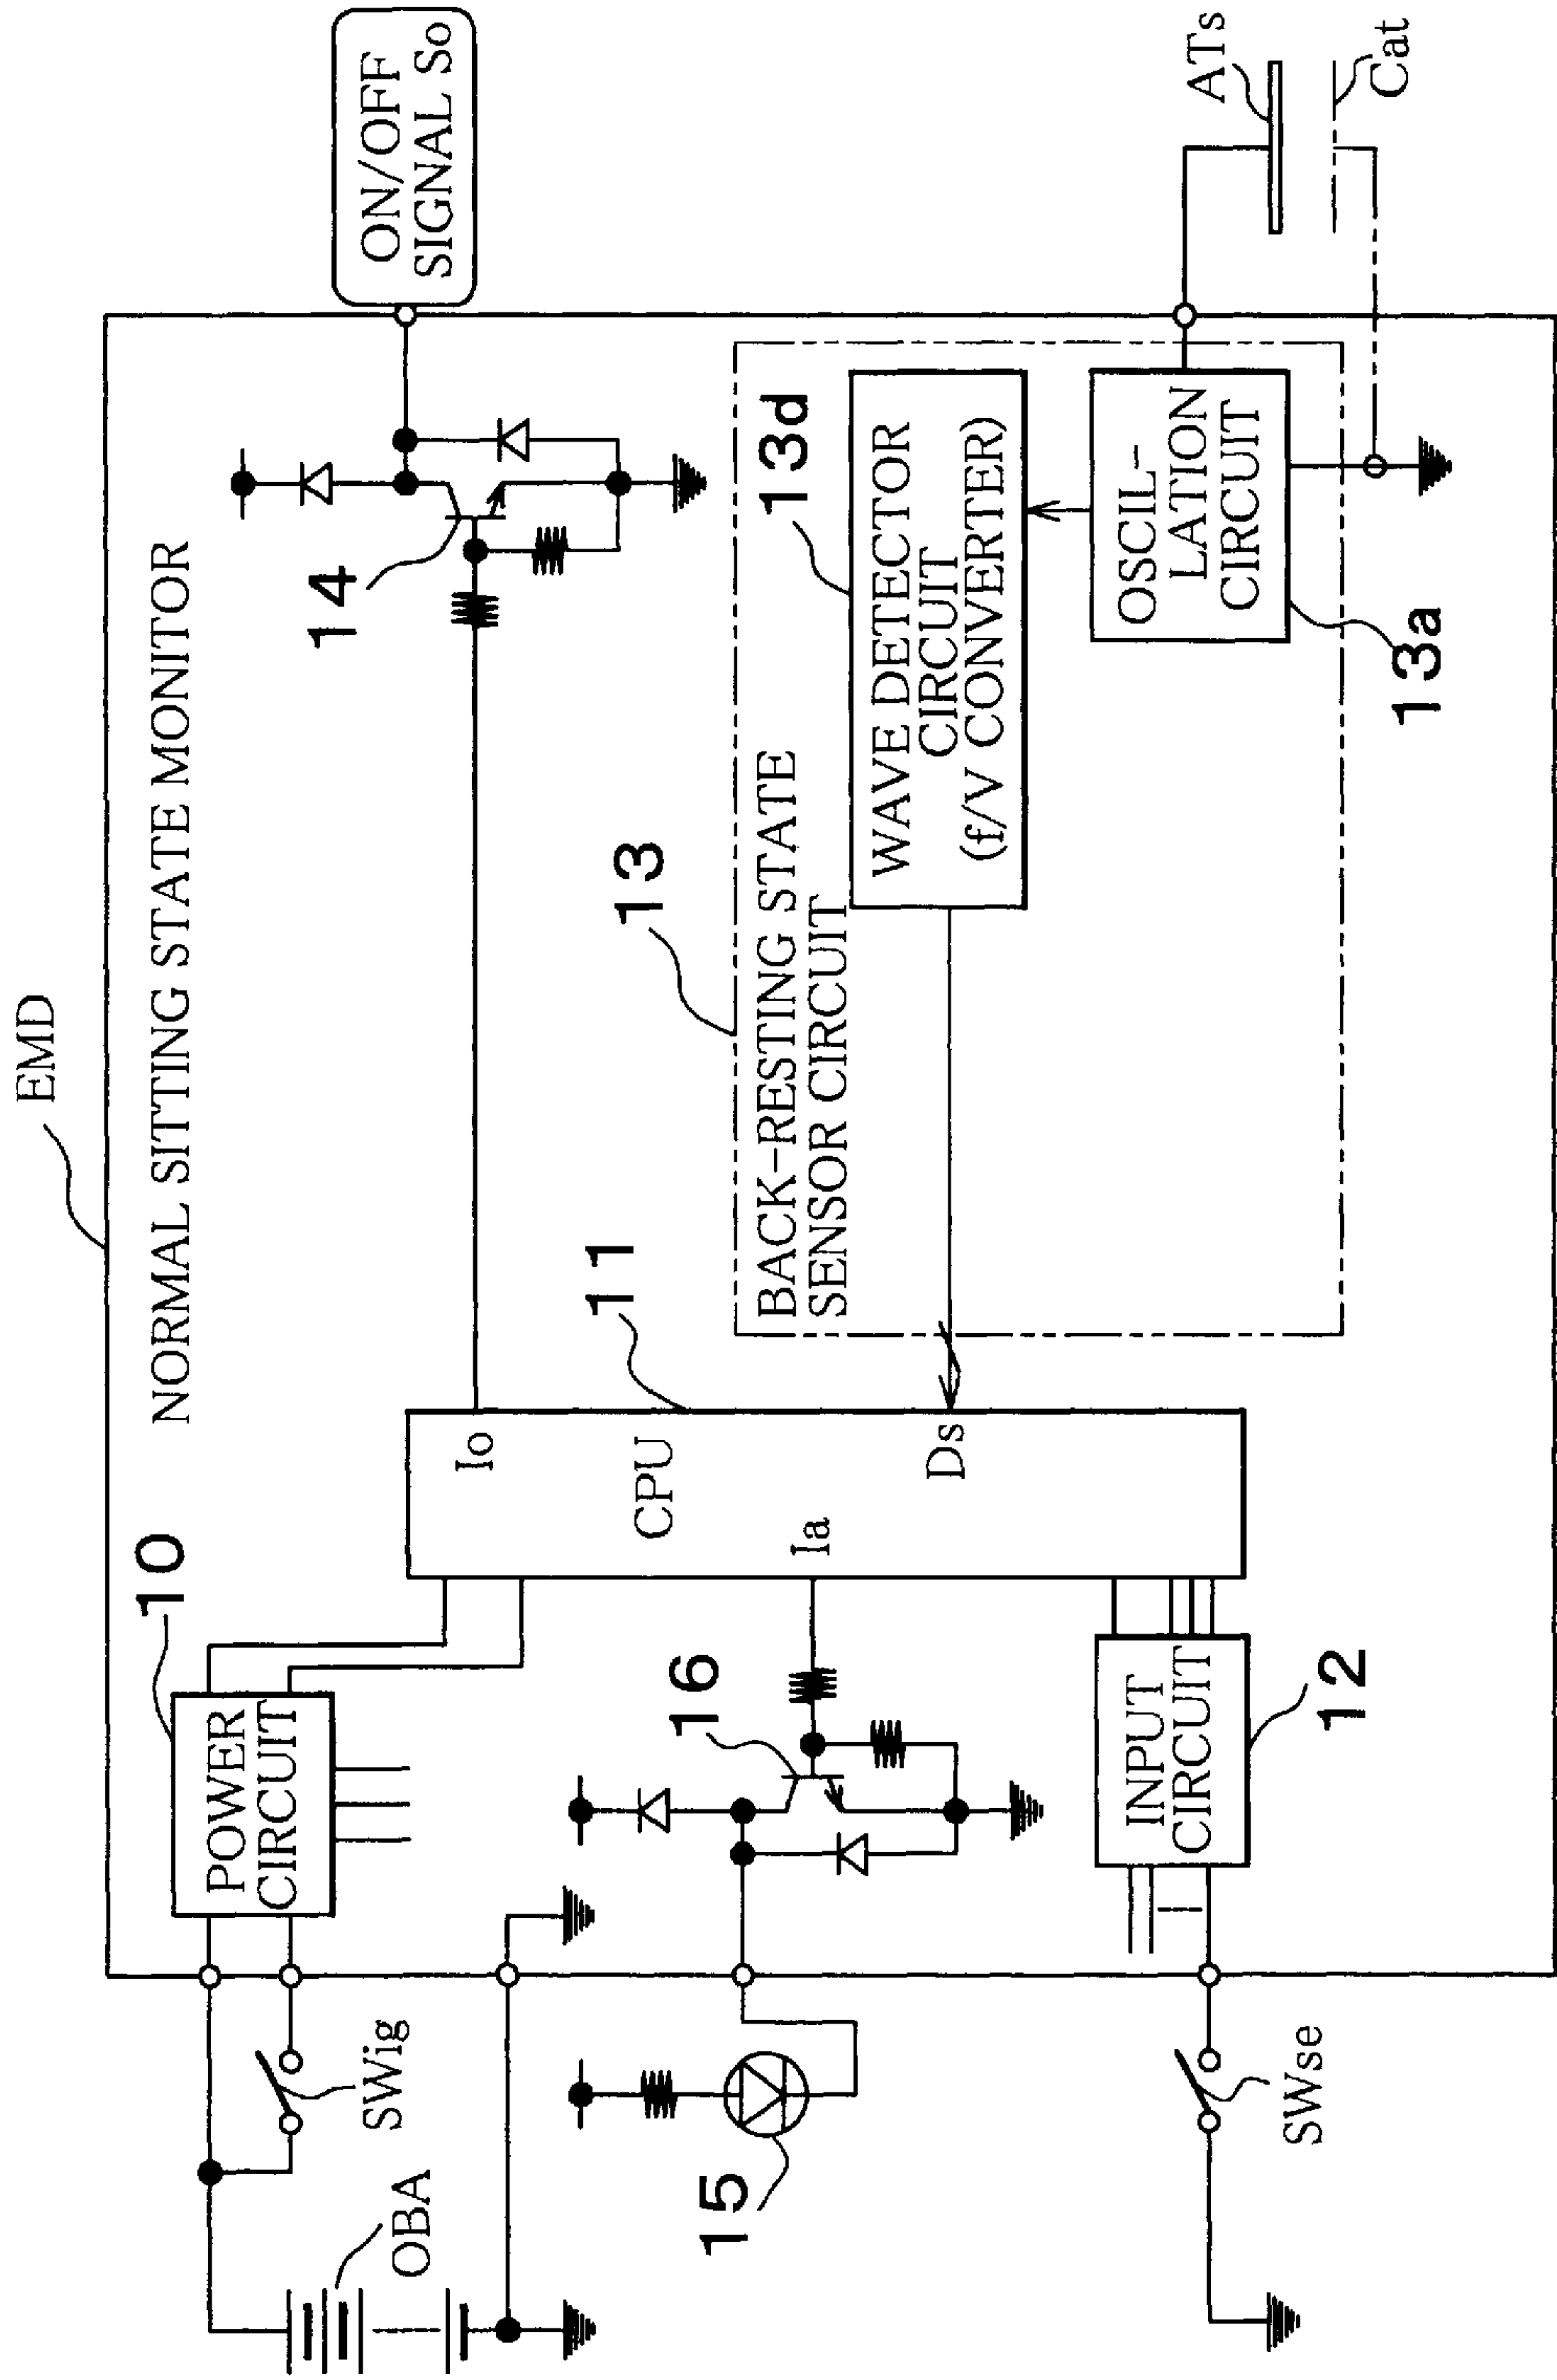 EMD
NORMAL SITTING STATE MONITOR
10
POWER
CIRCUIT
SWig
OBA
11
Io
CPU
Ia
Ds
14
ON/OFF
SIGNAL So
16
15
13
BACK-RESTING STATE
SENSOR CIRCUIT
13d
WAVE DETECTOR
CIRCUIT
(f/V CONVERTER)
OSCIL-
LATION
CIRCUIT
13a
ATs
Cat
INPUT
CIRCUIT
12
SWse